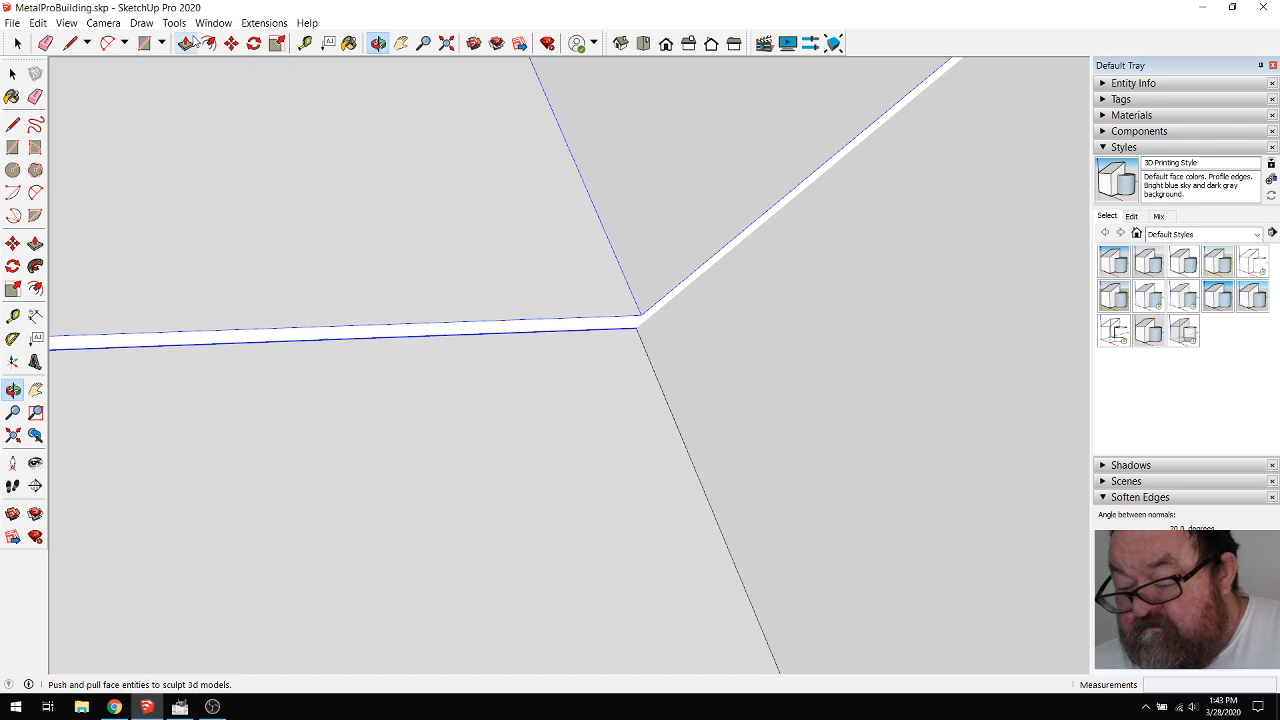 MetalProBuilding.skp - SketchUp Pro 2020
File Edit View Camera Draw Tools Window Extensions Help
Default Tray
Entity Info
Tags
Materials
Components
Styles
3D Printing Style
Default face colors. Profile edges.
Bright blue sky and dark gray
background.
Select Edit Mix
Default Styles
Shadows
Scenes
Soften Edges
Angle between normals:
20.0 degrees
Push and pull face entities to sculpt 3d models.
Measurements
1:43 PM
3/28/2020